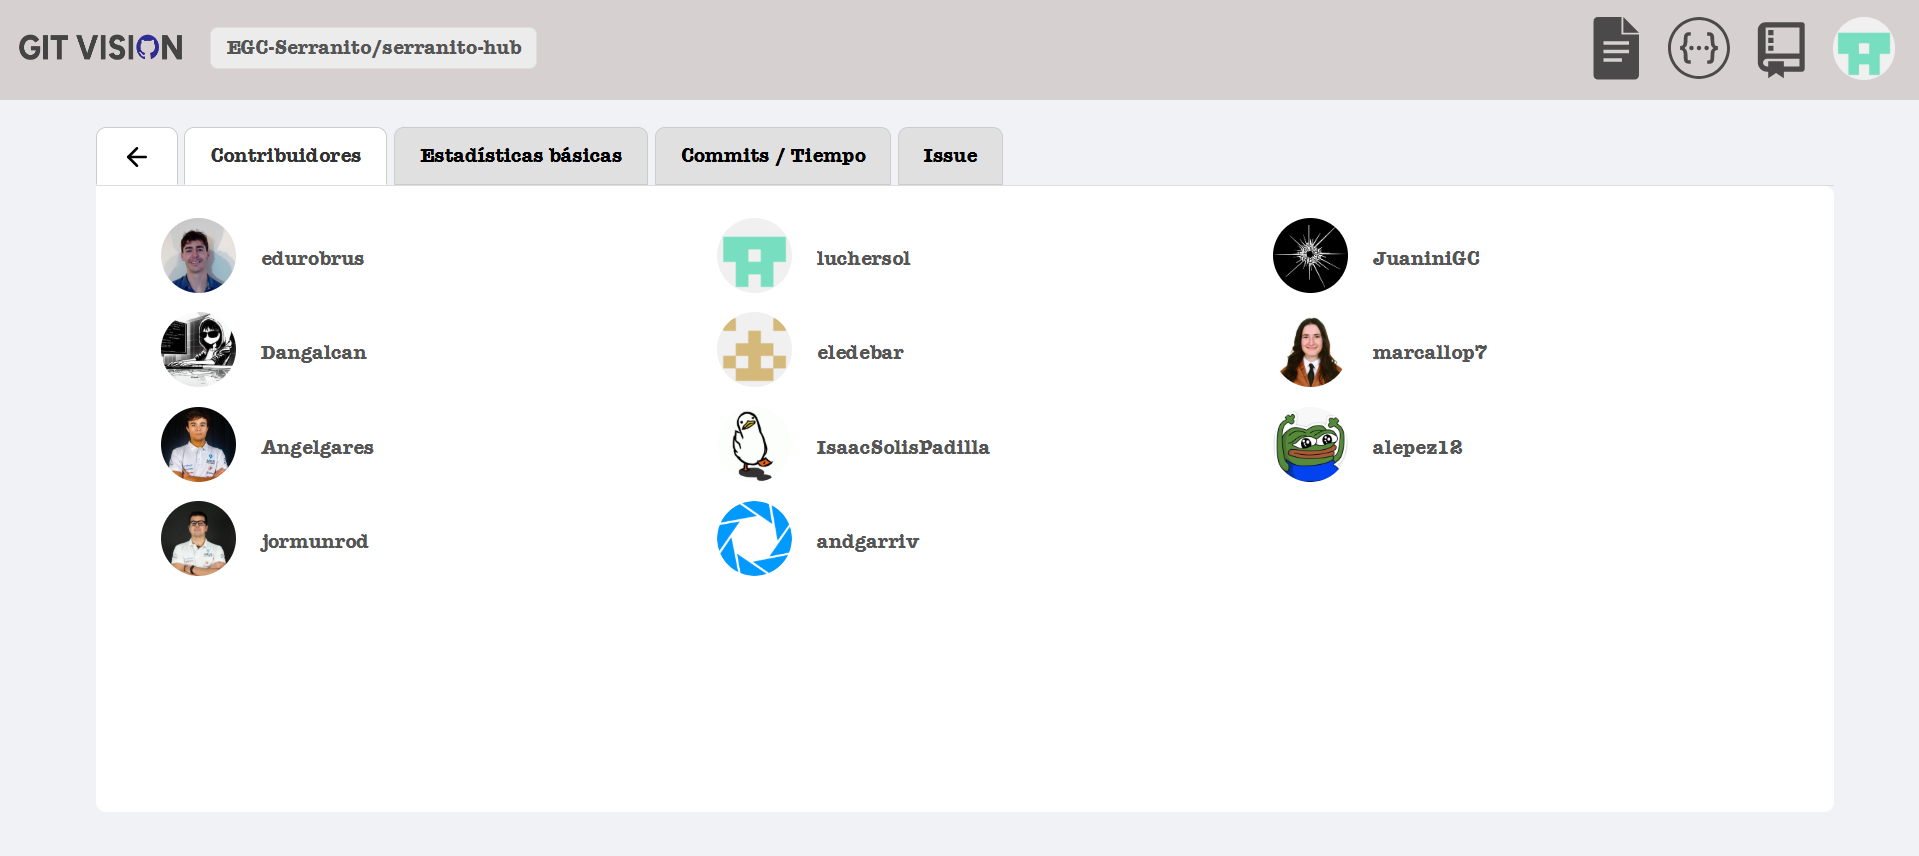 GIT VISION
EGC-Serranito/serranito-hub
Contribuidores
Estadísticas básicas
Commits / Tiempo
Issue
edurobrus
luchersol
JuaniniGC
Dangalcan
eledebar
marcallop7
Angelgares
IsaacSolisPadilla
alepez12
jormunrod
andgarriv